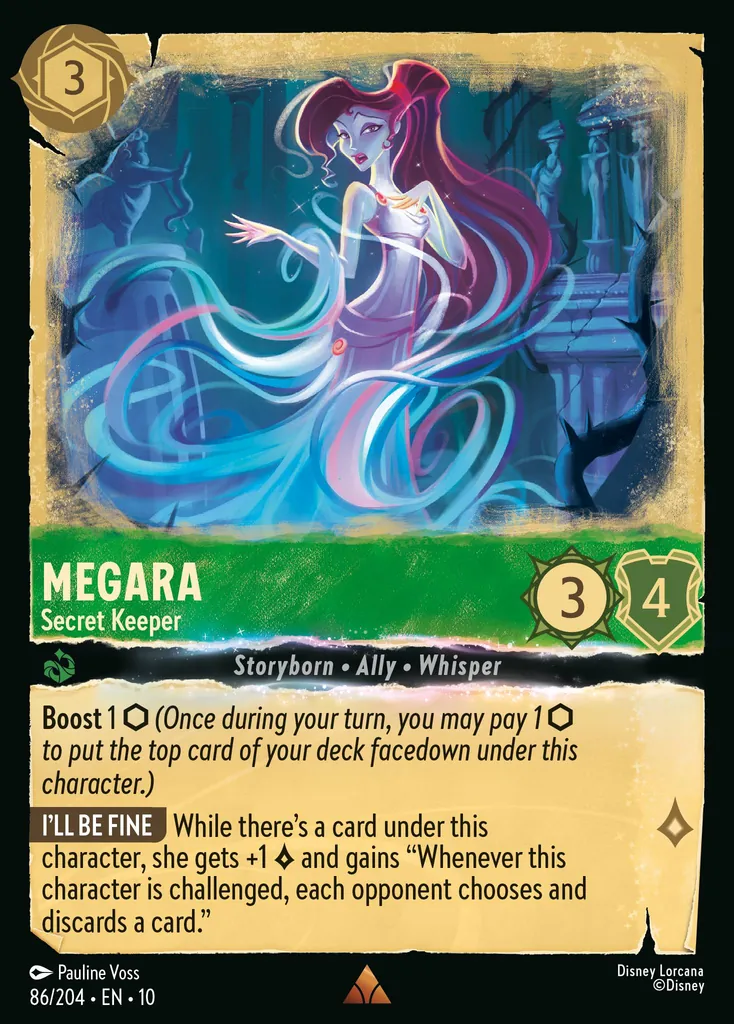 3
MEGARA
Secret Keeper
3
4
Storyborn • Ally • Whisper
Boost 1 (Once during your turn, you may pay 1
to put the top card of your deck facedown under this
character.)
I'LL BE FINE While there's a card under this
character, she gets +1 and gains “Whenever this
character is challenged, each opponent chooses and
discards a card.”
Pauline Voss
86/204 • EN • 10
Disney Lorcana
©Disney